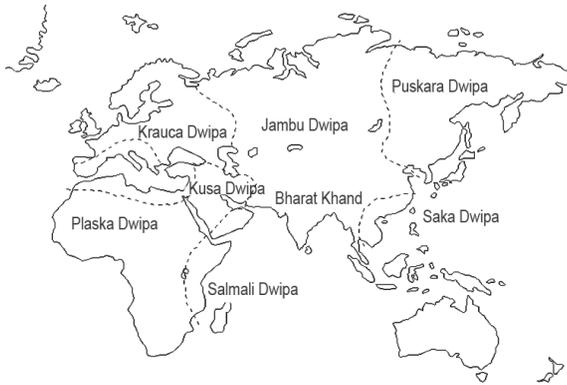 Puskara Dwipa
Krauca Dwipa
Jambu Dwipa
Kusa Dwipa
Bharat Khand
Plaska Dwipa
Saka Dwipa
Salmali Dwipa